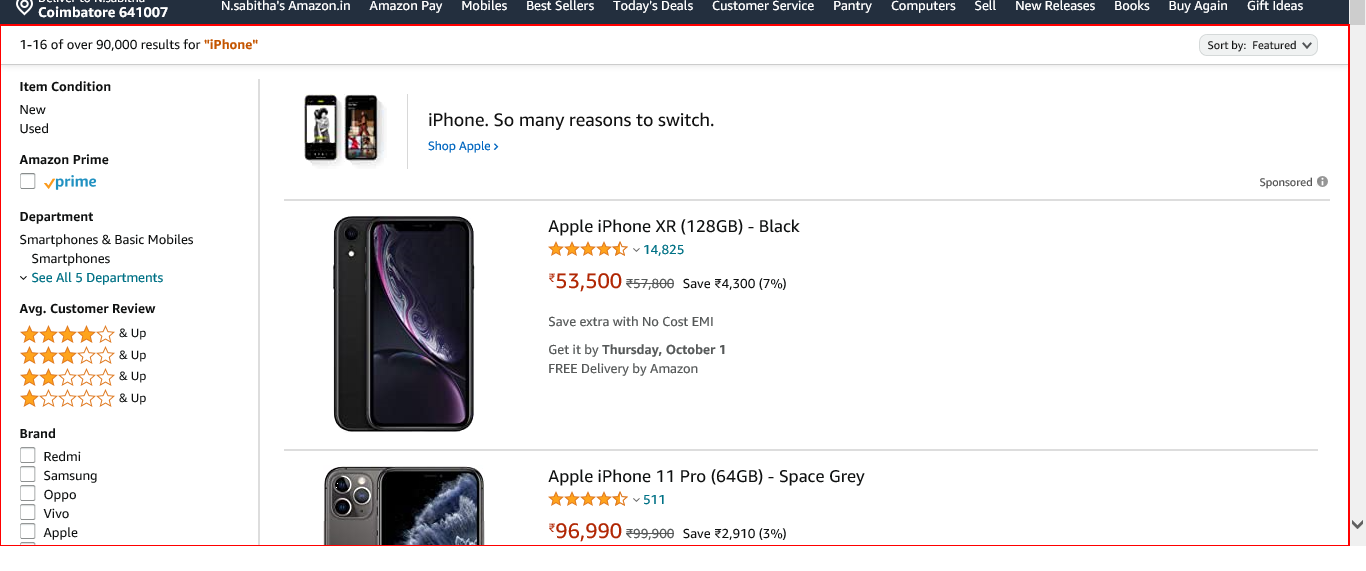 Deliver to N.sabitha
Coimbatore 641007
N.sabitha's Amazon.in Amazon Pay Mobiles Best Sellers Today's Deals Customer Service Pantry Computers Sell New Releases Books Buy Again Gift Ideas
1-16 of over 90,000 results for "iPhone"
Sort by: Featured
Item Condition
New
Used
Amazon Prime
prime
Department
Smartphones & Basic Mobiles
Smartphones
See All 5 Departments
Avg. Customer Review
& Up
& Up
& Up
& Up
Brand
Redmi
Samsung
Oppo
Vivo
Apple
iPhone. So many reasons to switch.
Shop Apple ›
Sponsored
Apple iPhone XR (128GB) - Black
14,825
₹53,500 ₹57,800 Save ₹4,300 (7%)
Save extra with No Cost EMI
Get it by Thursday, October 1
FREE Delivery by Amazon
Apple iPhone 11 Pro (64GB) - Space Grey
511
₹96,990 ₹99,900 Save ₹2,910 (3%)